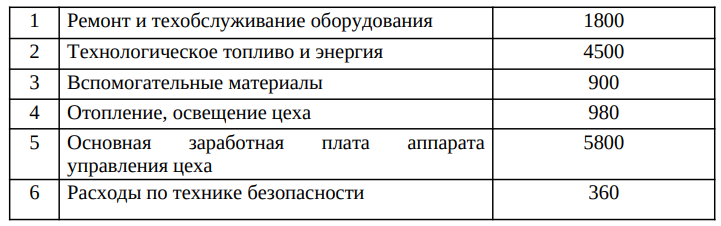 1 Ремонт и техобслуживание оборудования 1800
2 Технологическое топливо и энергия 4500
3 Вспомогательные материалы 900
4 Отопление, освещение цеха 980
5 Основная заработная плата аппарата 5800
управления цеха
6 Расходы по технике безопасности 360